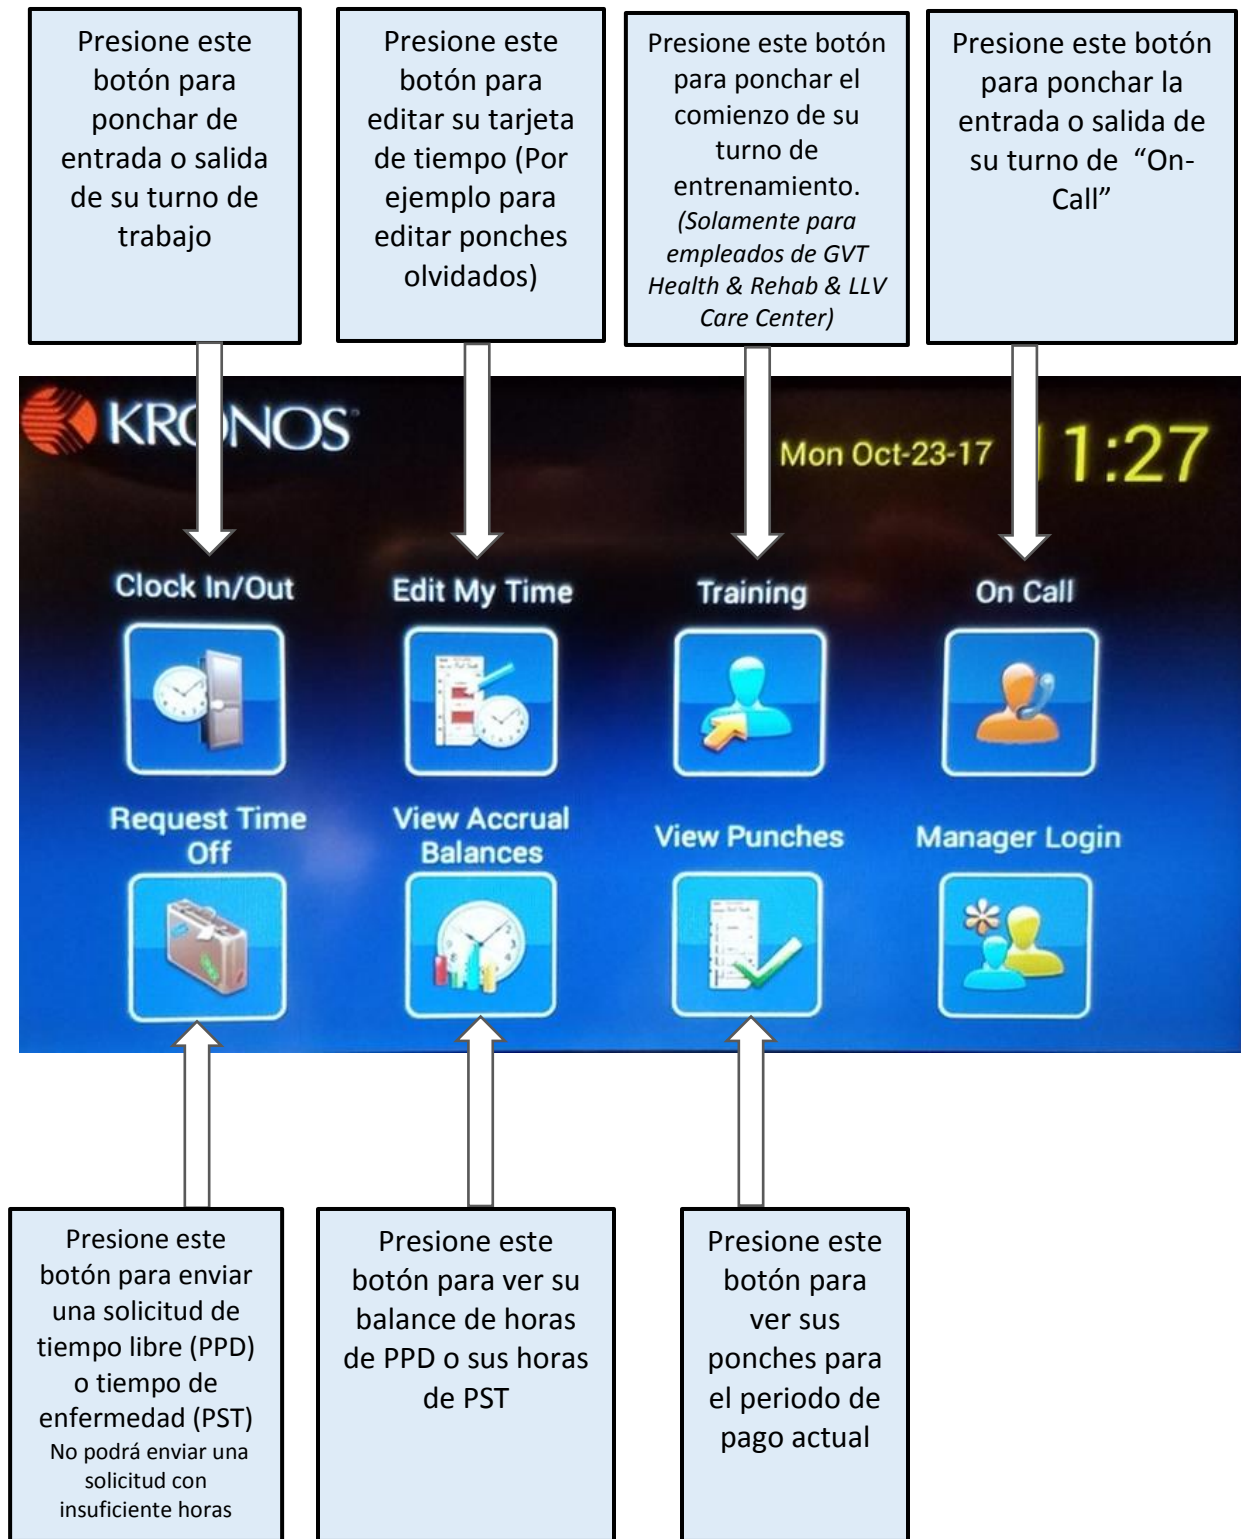 Presione este
botón para
ponchar de
entrada o salida
de su turno de
trabajo
Presione este
botón para
editar su tarjeta
de tiempo (Por
ejemplo para
editar ponches
olvidados)
Presione este botón
para ponchar el
comienzo de su
turno de
entrenamiento.
(Solamente para
empleados de GVT
Health & Rehab & LLV
Care Center)
Presione este botón
para ponchar la
entrada o salida de
su turno de “On-
Call”
KRONOS
Mon Oct-23-17 11:27
Clock In/Out
Edit My Time
Training
On Call
Request Time
Off
View Accrual
Balances
View Punches
Manager Login
Presione este
botón para enviar
una solicitud de
tiempo libre (PPD)
o tiempo de
enfermedad (PST)
No podrá enviar una
solicitud con
insuficiente horas
Presione este
botón para ver su
balance de horas
de PPD o sus horas
de PST
Presione este
botón para
ver sus
ponches para
el periodo de
pago actual